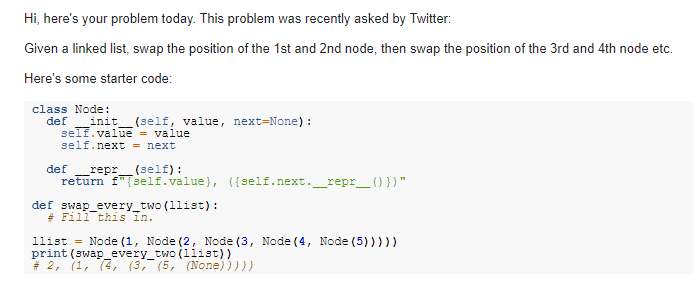 Hi, here's your problem today. This problem was recently asked by Twitter:
Given a linked list, swap the position of the 1st and 2nd node, then swap the position of the 3rd and 4th node etc.
Here's some starter code:
class Node:
  def __init__(self, value, next=None):
    self.value = value
    self.next = next
  def __repr__(self):
    return f"{self.value}, ({self.next.__repr__()})"
def swap_every_two(llist):
  # Fill this in.
llist = Node(1, Node(2, Node(3, Node(4, Node(5)))))
print(swap_every_two(llist))
# 2, (1, (4, (3, (5, (None)))))